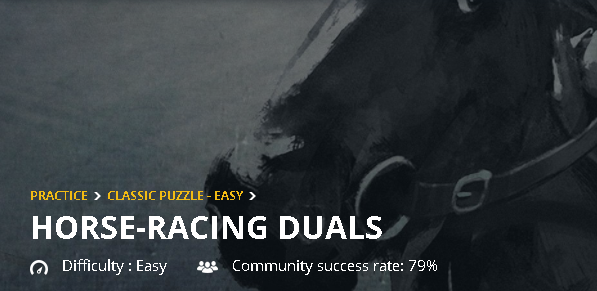 PRACTICE > CLASSIC PUZZLE - EASY >
HORSE-RACING DUALS
Difficulty : Easy Community success rate: 79%